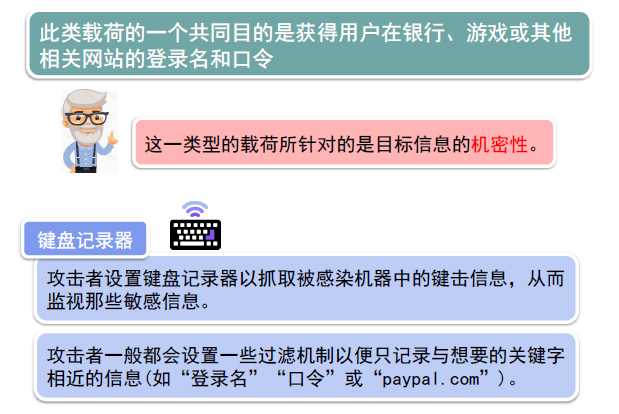 此类载荷的一个共同目的是获得用户在银行、游戏或其他
相关网站的登录名和口令
这一类型的载荷所针对的是目标信息的机密性。
键盘记录器
攻击者设置键盘记录器以抓取被感染机器中的键击信息，从而
监视那些敏感信息。
攻击者一般都会设置一些过滤机制以便只记录与想要的关键字
相近的信息(如“登录名”“口令”或“paypal.com”)。